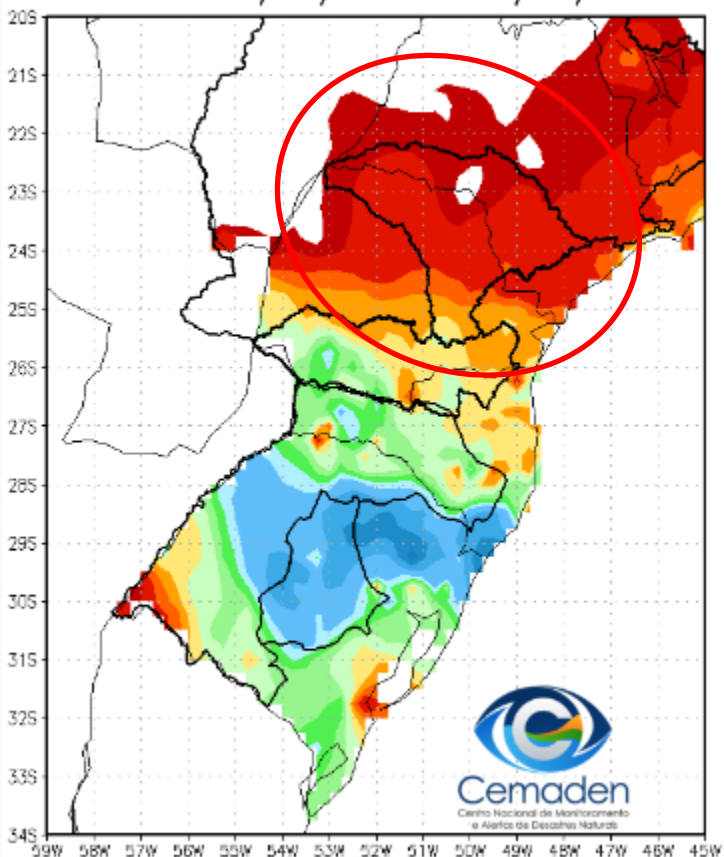 20S
21S
22S
23S
24S
25S
26S
27S
28S
29S
30S
31S
32S
33S
34S
59W 58W 57W 56W 55W 54W 53W 52W 51W 50W 49W 48W 47W 46W 45W
Cemaden
Centro Nacional de Monitoramento
e Alertas de Desastres Naturais